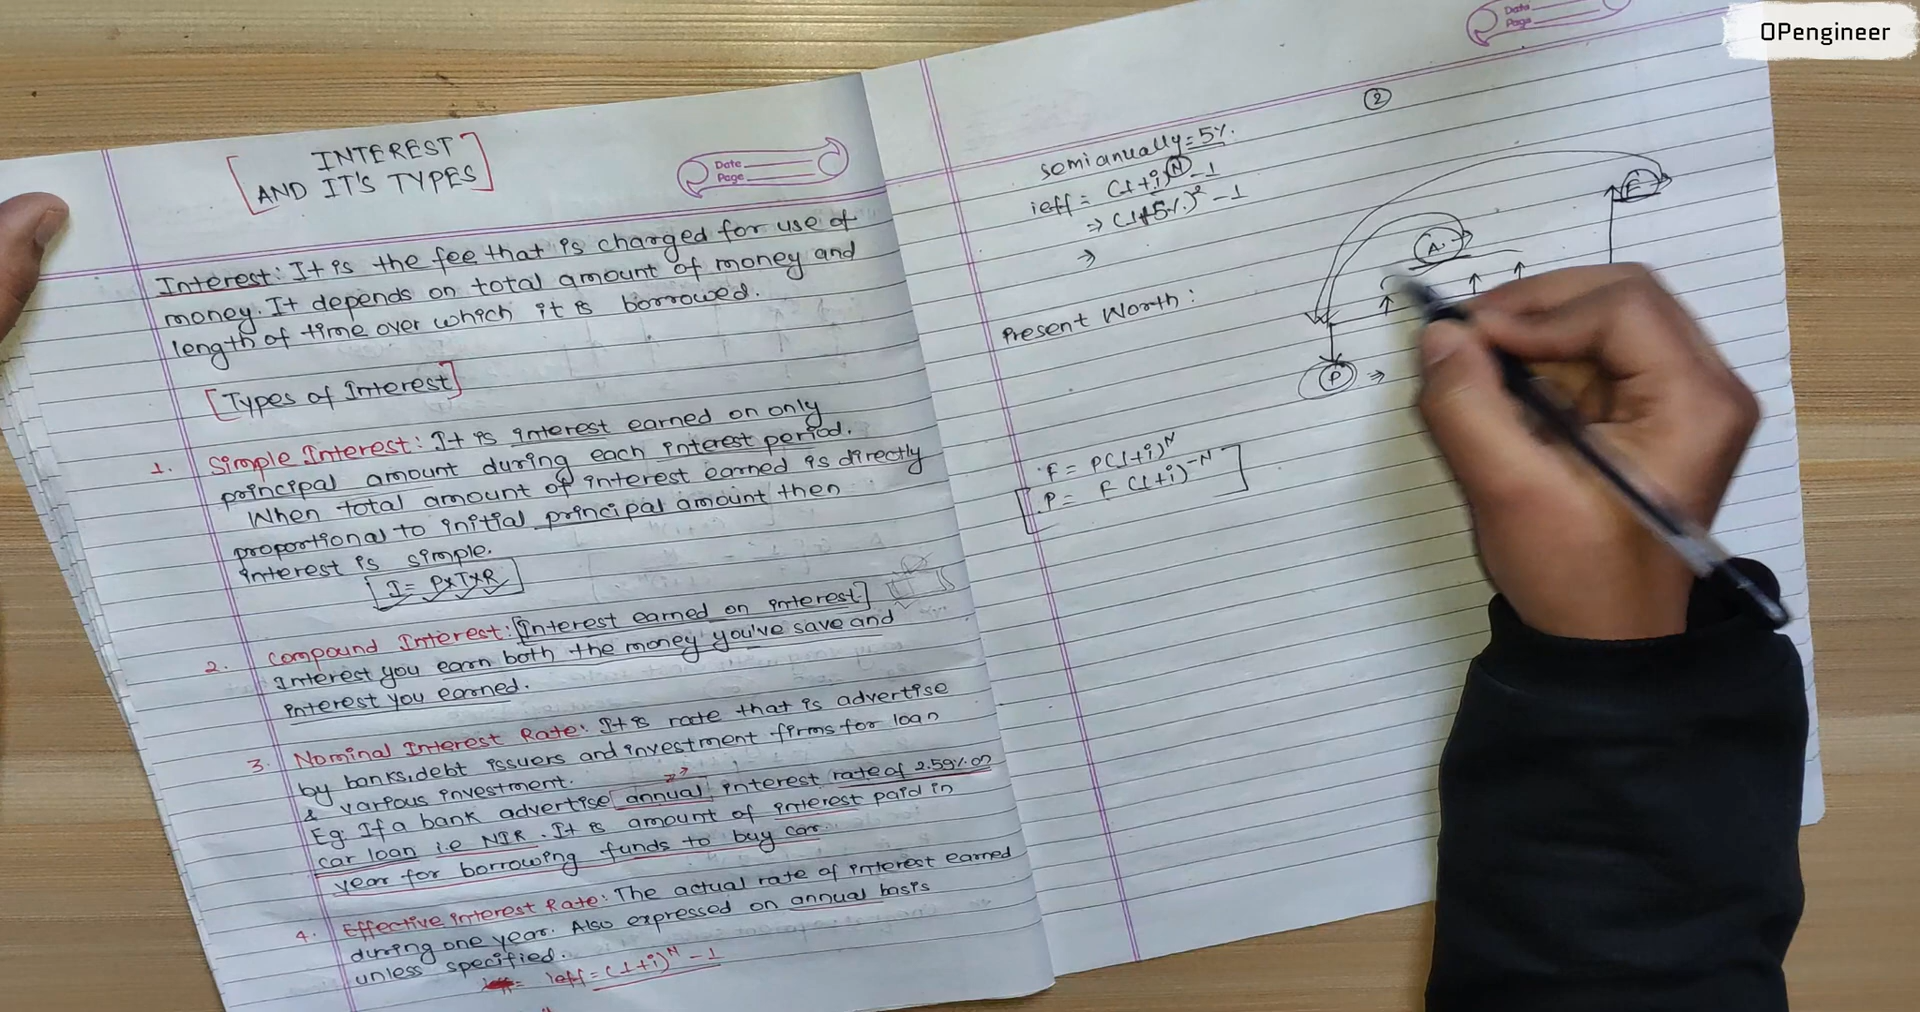 OPengineer
INTEREST
AND IT'S TYPES
Date
Page
Interest: It is the fee that is charged for use of
money. It depends on total amount of money and
length of time over which it is borrowed.
[Types of Interest]
1. Simple Interest: It is interest earned on only
principal amount during each interest period.
When total amount of interest earned is directly
proportional to initial principal amount then
interest is simple.
I = P×T×R
2. Compound Interest: [Interest earned on interest]
Interest you earn both the money you've save and
interest you earned.
3. Nominal Interest Rate: It is rate that is advertise
by banks, debt issuers and investment firms for loan
& various investment.
Eg: If a bank advertise annual interest rate of 2.59% on
car loan i.e NIR. It is amount of interest paid in
year for borrowing funds to buy car.
4. Effective interest Rate: The actual rate of interest earned
during one year. Also expressed on annual basis
unless specified.
ieff = (1+i)^N - 1
Date
Page
2
semianually = 5%.
ieff = (1+i)^N - 1
⇒ (1+5%.)^2 - 1
⇒
Present Worth:
F
A
P ⇒
F = P(1+i)^N
P = F(1+i)^-N